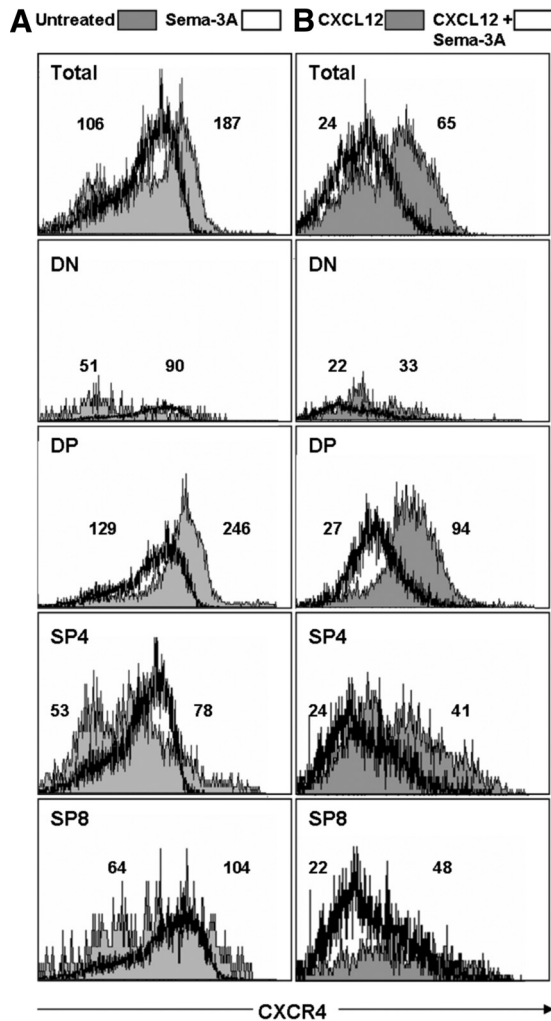 A Untreated Sema-3A B CXCL12 CXCL12 +
Sema-3A
Total
106 187
Total
24 65
DN
51 90
DN
22 33
DP
129 246
DP
27 94
SP4
53 78
SP4
24 41
SP8
64 104
SP8
22 48
CXCR4